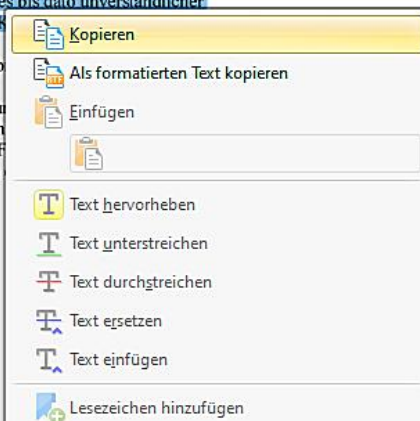 es bis dato unverständlicher
Kopieren
Als formatierten Text kopieren
Einfügen
Text hervorheben
Text unterstreichen
Text durchstreichen
Text ersetzen
Text einfügen
Lesezeichen hinzufügen